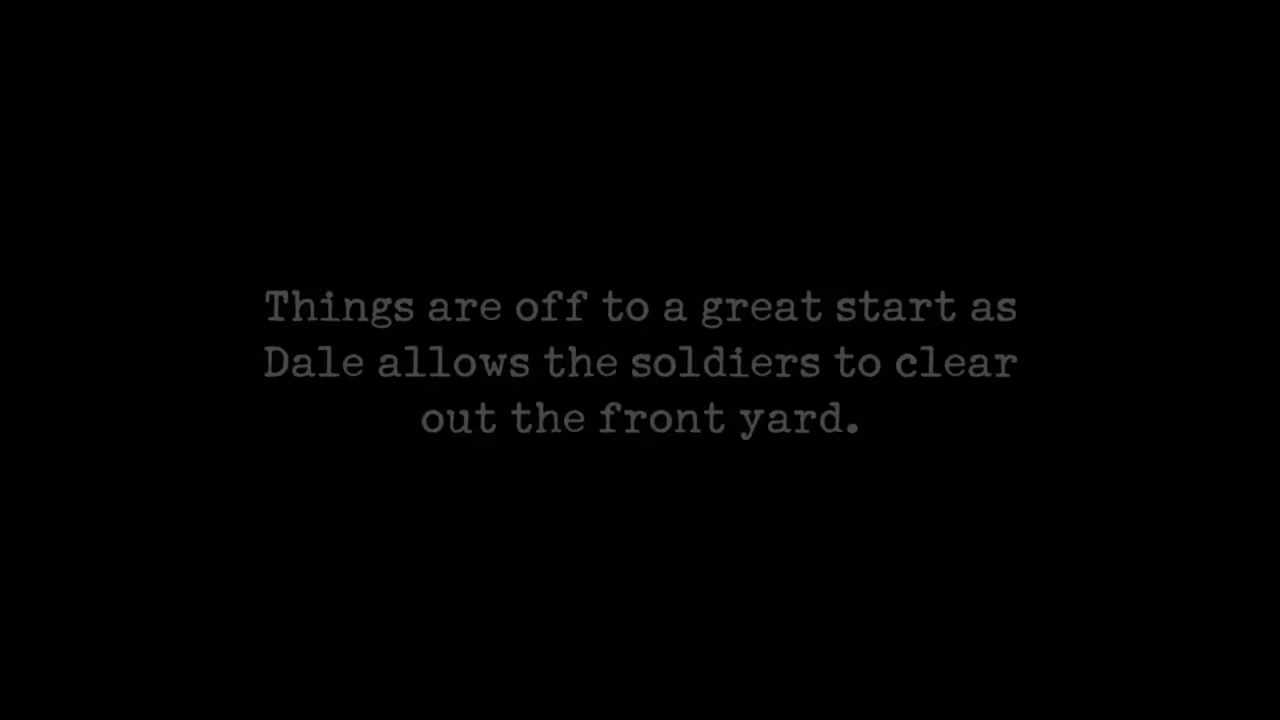 Things are off to a great start as
Dale allows the soldiers to clear
out the front yard.